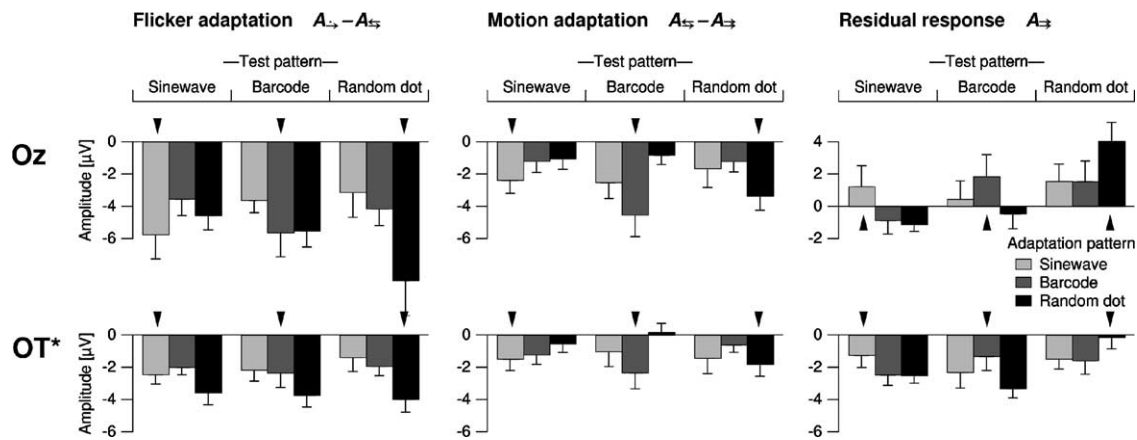 Flicker adaptation A⸫→ – A⇆ Motion adaptation A⇆ – A⇉ Residual response A⇉
—Test pattern— —Test pattern— —Test pattern—
Sinewave Barcode Random dot Sinewave Barcode Random dot Sinewave Barcode Random dot
Oz
Amplitude [µV]
0 0 4
-2 -2 2
-4 -4 0
-6 -6 -2
Adaptation pattern
Sinewave
Barcode
Random dot
OT*
Amplitude [µV]
0 0 0
-2 -2 -2
-4 -4 -4
-6 -6 -6